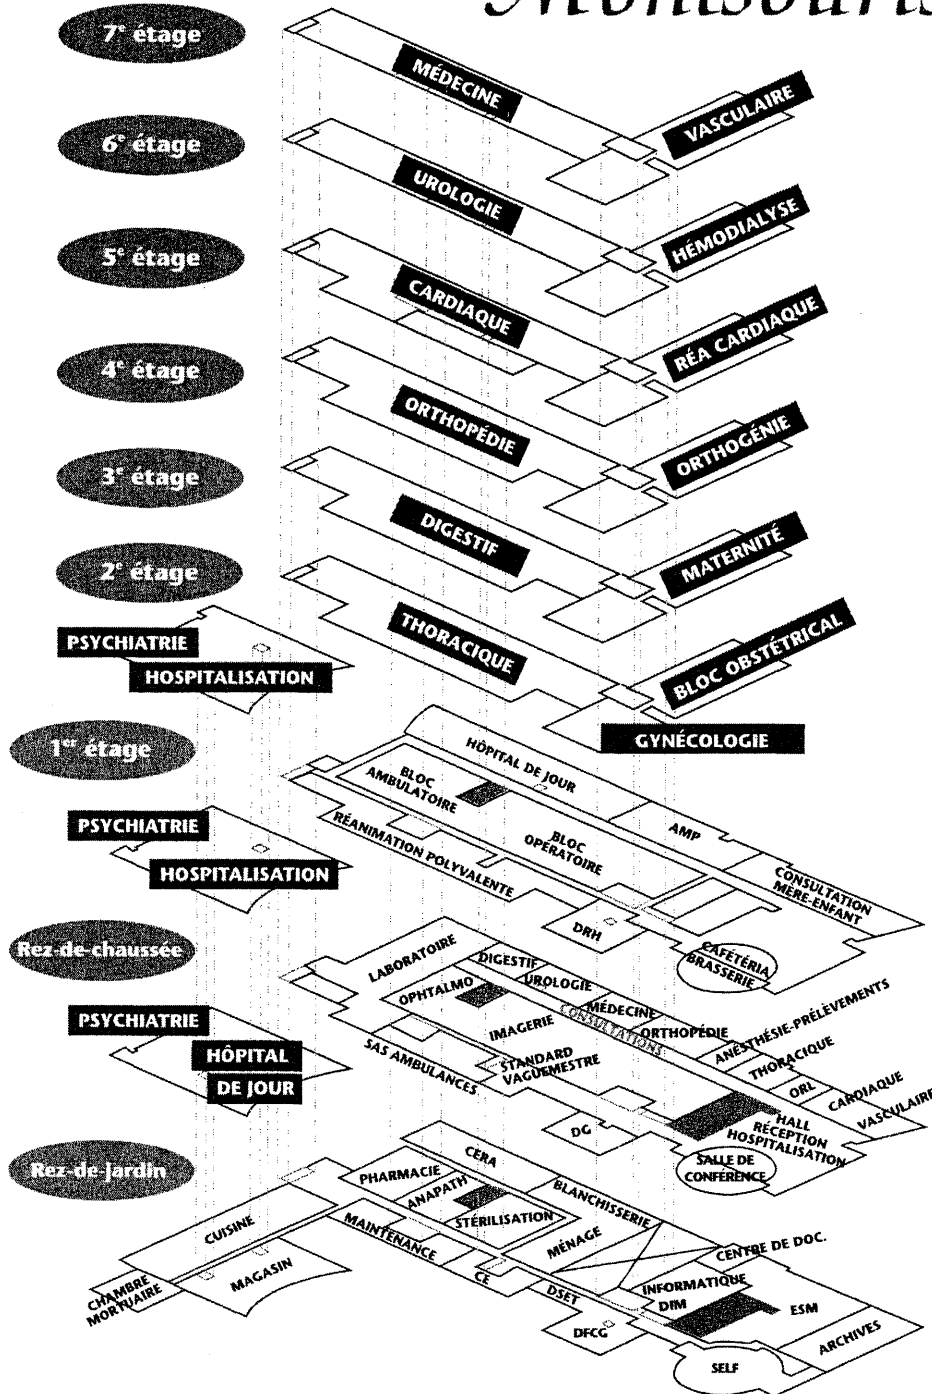 Montsouris
7e étage
MÉDECINE
VASCULAIRE
6e étage
UROLOGIE
HÉMODIALYSE
5e étage
CARDIAQUE
RÉA CARDIAQUE
4e étage
ORTHOPÉDIE
ORTHOGÉNIE
3e étage
DIGESTIF
MATERNITÉ
2e étage
PSYCHIATRIE
HOSPITALISATION
THORACIQUE
BLOC OBSTÉTRICAL
GYNÉCOLOGIE
1er étage
PSYCHIATRIE
HOSPITALISATION
HÔPITAL DE JOUR
BLOC
AMBULATOIRE
BLOC
OPÉRATOIRE
RÉANIMATION POLYVALENTE
AMP
CONSULTATION
MÈRE-ENFANT
DRH
CAFETÉRIA
BRASSERIE
Rez-de-chaussée
PSYCHIATRIE
HÔPITAL
DE JOUR
LABORATOIRE
DIGESTIF
UROLOGIE
MÉDECINE
ORTHOPÉDIE
CONSULTATIONS
ANESTHÉSIE-PRÉLÈVEMENTS
THORACIQUE
ORL
CARDIAQUE
VASCULAIRE
OPHTALMO
IMAGERIE
STANDARD
VAGUEMESTRE
SAS AMBULANCES
DG
HALL
RÉCEPTION
HOSPITALISATION
SALLE DE
CONFÉRENCE
Rez-de-jardin
CERA
PHARMACIE
ANAPATH
STÉRILISATION
BLANCHISSERIE
MÉNAGE
CUISINE
MAINTENANCE
MAGASIN
CHAMBRE
MORTUAIRE
CE
DSET
DFCG
CENTRE DE DOC.
INFORMATIQUE
DIM
ESM
ARCHIVES
SELF